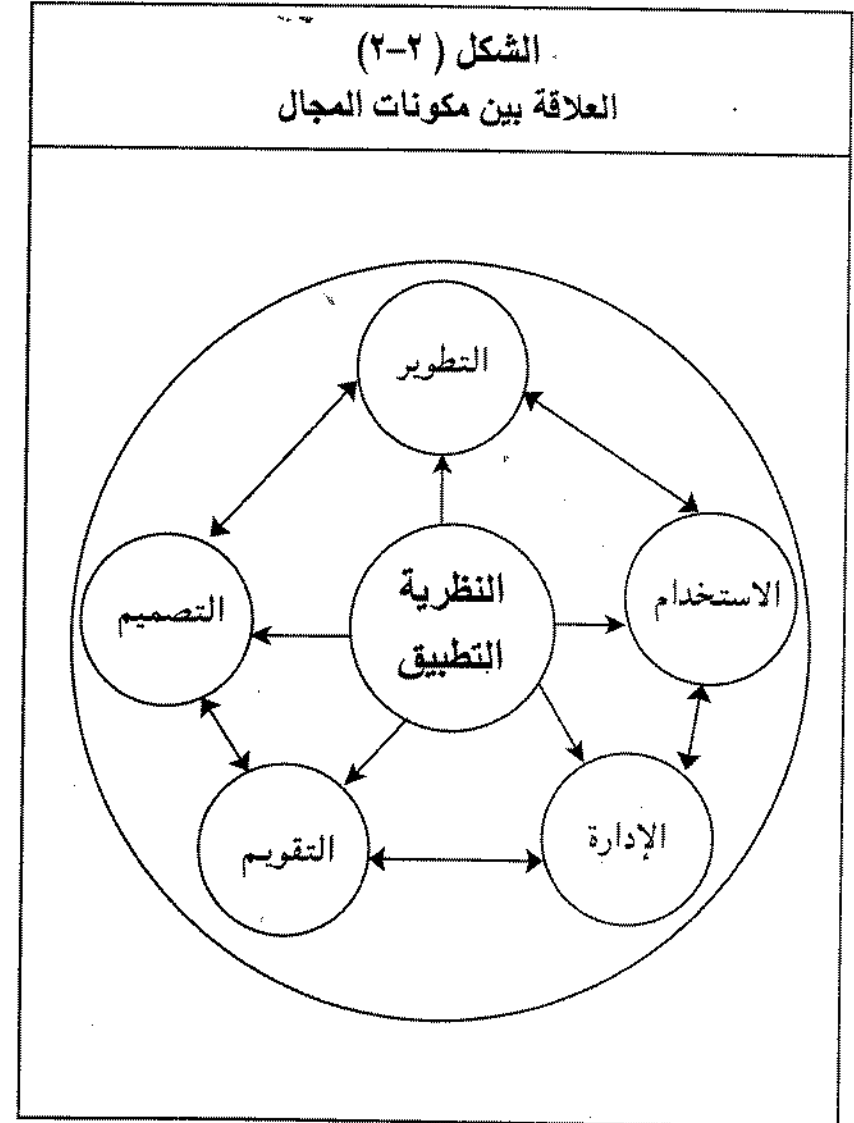 الشكل ( ٢-٢)
العلاقة بين مكونات المجال
التطوير
الاستخدام
النظرية
التطبيق
التصميم
الإدارة
التقويم